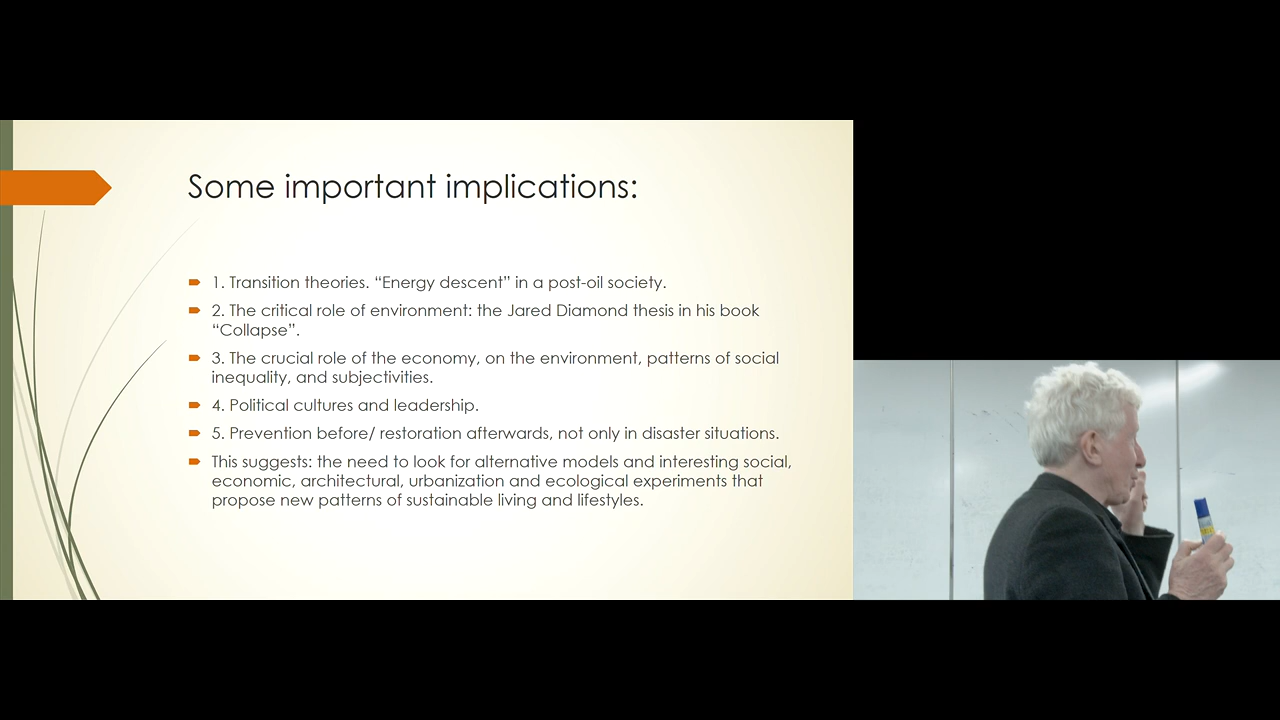 Some important implications:
1. Transition theories. “Energy descent” in a post-oil society.
2. The critical role of environment: the Jared Diamond thesis in his book
“Collapse”.
3. The crucial role of the economy, on the environment, patterns of social
inequality, and subjectivities.
4. Political cultures and leadership.
5. Prevention before/ restoration afterwards, not only in disaster situations.
This suggests: the need to look for alternative models and interesting social,
economic, architectural, urbanization and ecological experiments that
propose new patterns of sustainable living and lifestyles.